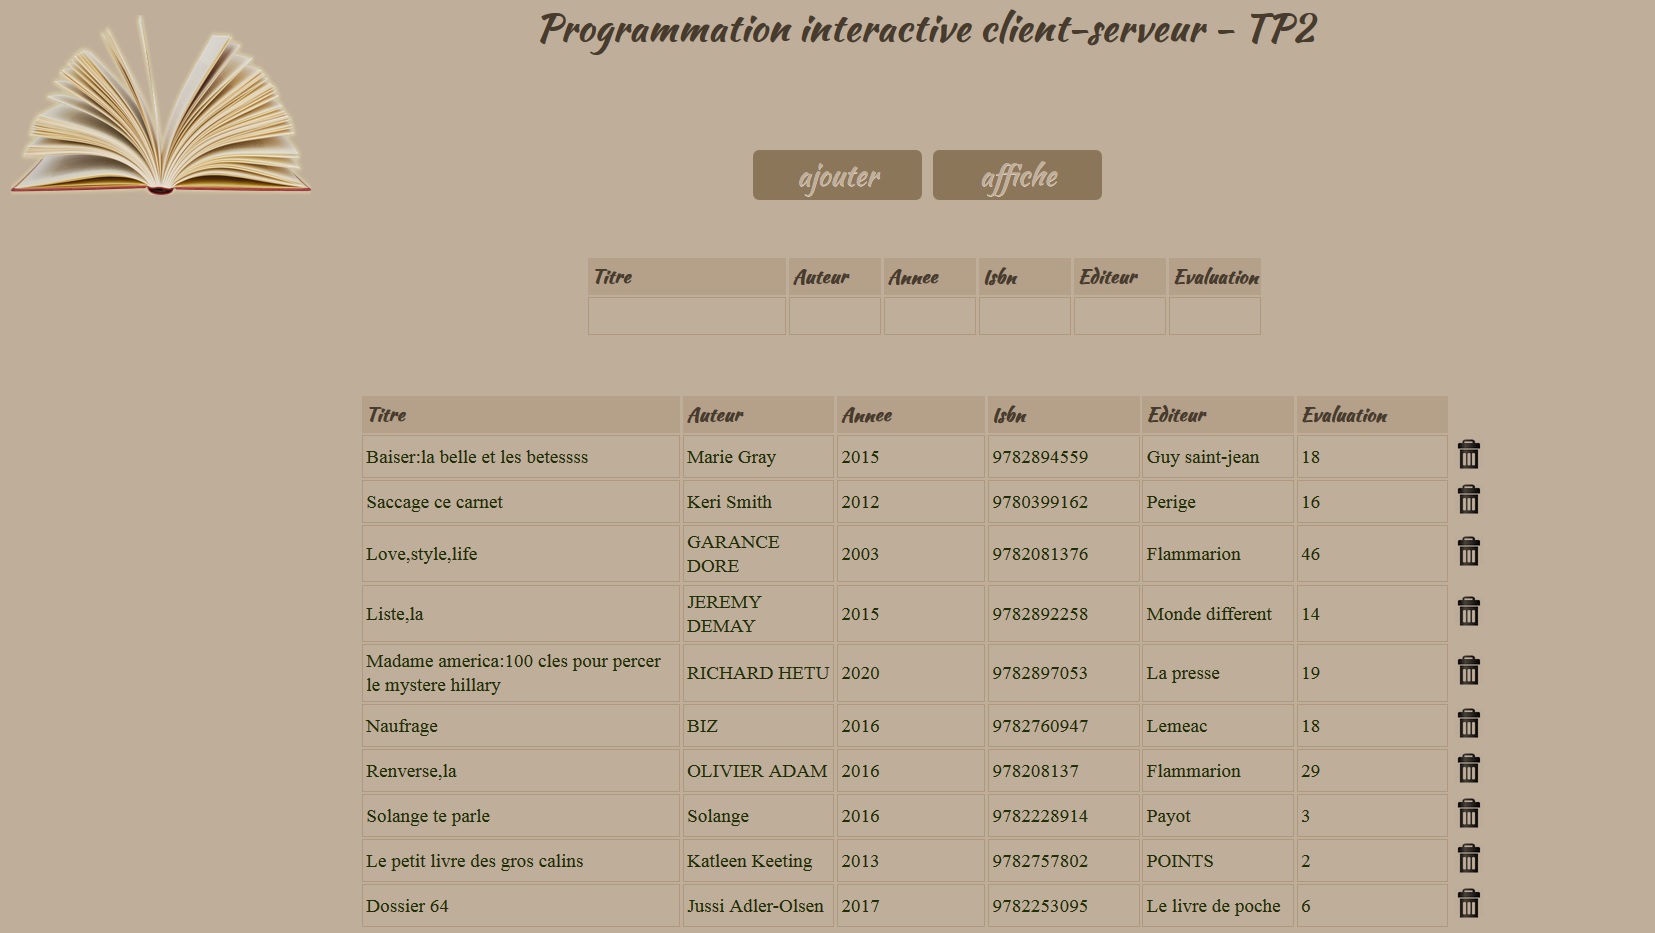 Programmation interactive client-serveur - TP2
ajouter affiche
Titre Auteur Annee Isbn Editeur Evaluation
Titre Auteur Annee Isbn Editeur Evaluation
Baiser:la belle et les betessss Marie Gray 2015 9782894559 Guy saint-jean 18
Saccage ce carnet Keri Smith 2012 9780399162 Perige 16
Love,style,life GARANCE DORE 2003 9782081376 Flammarion 46
Liste,la JEREMY DEMAY 2015 9782892258 Monde different 14
Madame america:100 cles pour percer le mystere hillary RICHARD HETU 2020 9782897053 La presse 19
Naufrage BIZ 2016 9782760947 Lemeac 18
Renverse,la OLIVIER ADAM 2016 978208137 Flammarion 29
Solange te parle Solange 2016 9782228914 Payot 3
Le petit livre des gros calins Katleen Keeting 2013 9782757802 POINTS 2
Dossier 64 Jussi Adler-Olsen 2017 9782253095 Le livre de poche 6